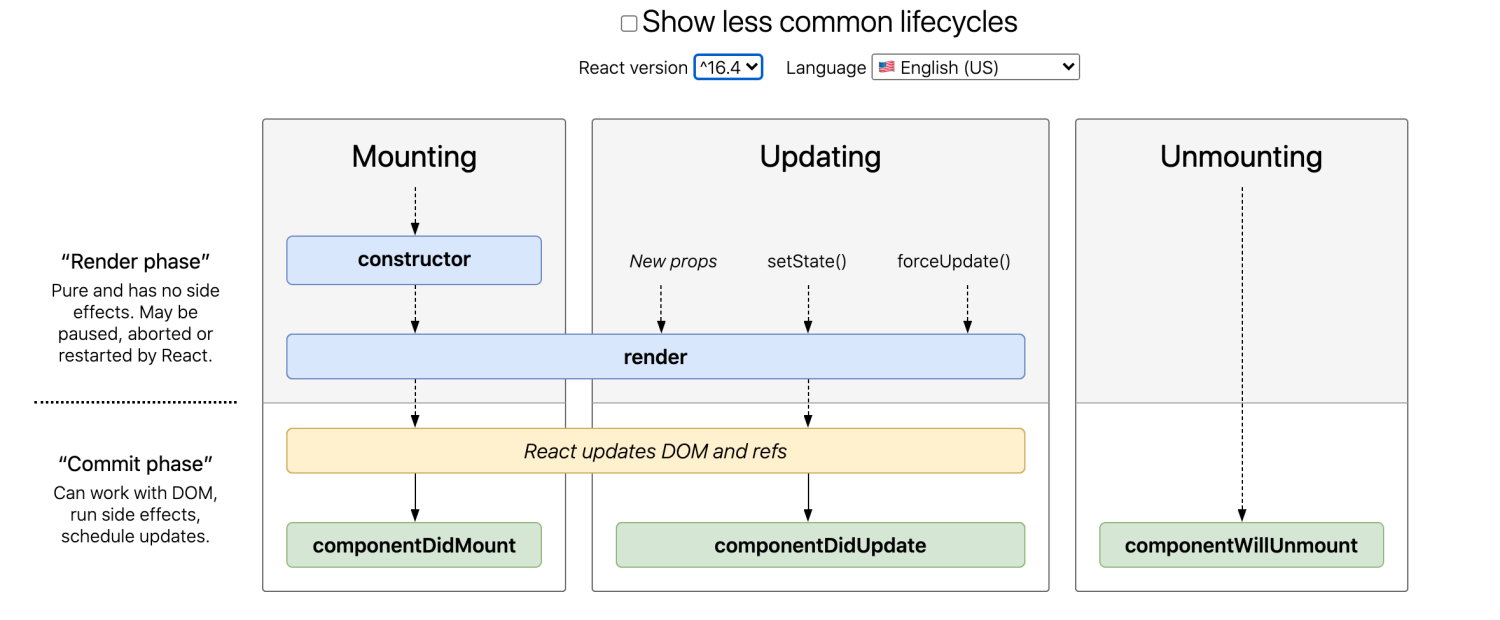 Show less common lifecycles
React version ^16.4 Language English (US)
Mounting
Updating
Unmounting
“Render phase”
Pure and has no side
effects. May be
paused, aborted or
restarted by React.
constructor
New props
setState()
forceUpdate()
render
“Commit phase”
Can work with DOM,
run side effects,
schedule updates.
React updates DOM and refs
componentDidMount
componentDidUpdate
componentWillUnmount